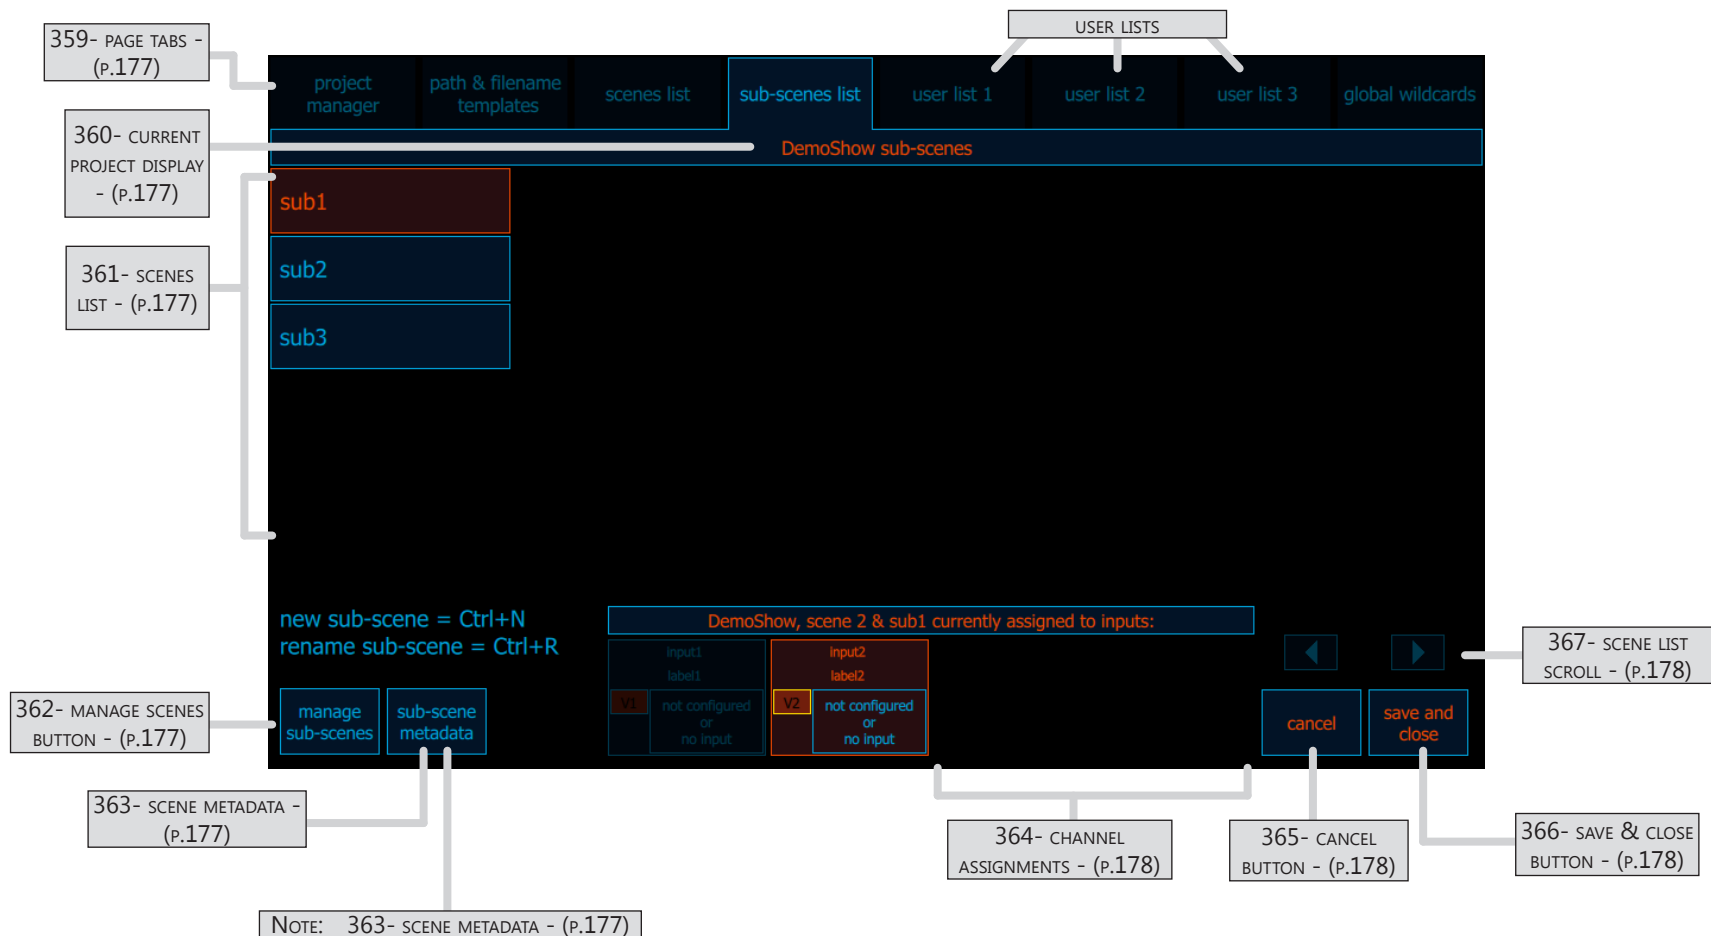 USER LISTS
359- PAGE TABS -
(P.177)
project
manager
path & filename
templates
scenes list
sub-scenes list
user list 1
user list 2
user list 3
global wildcards
360- CURRENT
PROJECT DISPLAY
- (P.177)
DemoShow sub-scenes
sub1
sub2
sub3
361- SCENES
LIST - (P.177)
new sub-scene = Ctrl+N
rename sub-scene = Ctrl+R
DemoShow, scene 2 & sub1 currently assigned to inputs:
input1
label1
V1
not configured
or
no input
input2
label2
V2
not configured
or
no input
367- SCENE LIST
SCROLL - (P.178)
362- MANAGE SCENES
BUTTON - (P.177)
manage
sub-scenes
sub-scene
metadata
cancel
save and
close
363- SCENE METADATA -
(P.177)
364- CHANNEL
ASSIGNMENTS - (P.178)
365- CANCEL
BUTTON - (P.178)
366- SAVE & CLOSE
BUTTON - (P.178)
NOTE: 363- SCENE METADATA - (P.177)